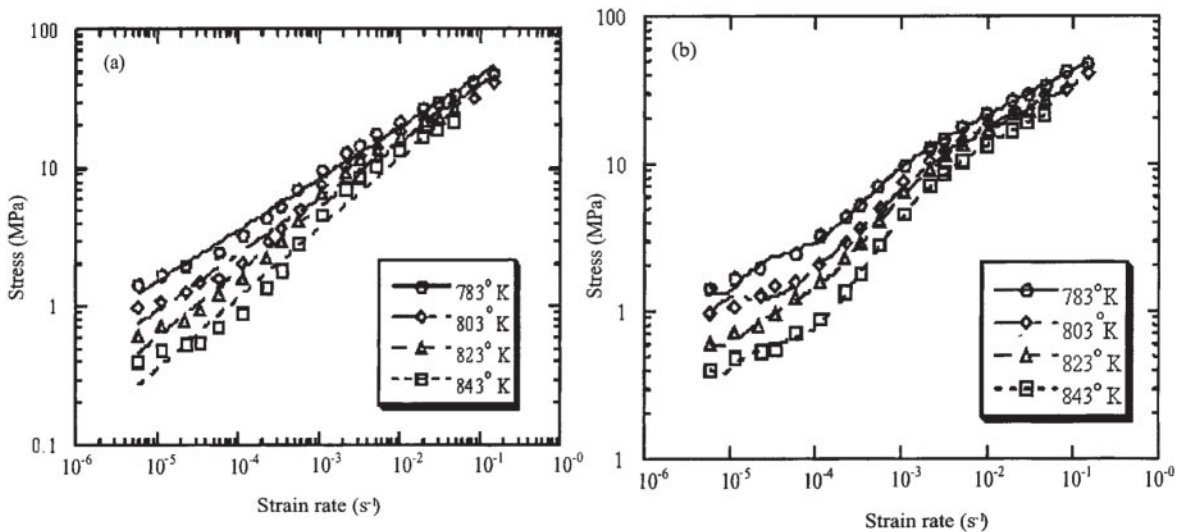 (a)
Stress (MPa)
100
10
1
0.1
783° K
803° K
823° K
843° K
10⁻⁶ 10⁻⁵ 10⁻⁴ 10⁻³ 10⁻² 10⁻¹ 10⁻⁰
Strain rate (s⁻¹)
(b)
Stress (MPa)
100
10
1
1
783° K
803° K
823° K
843° K
10⁻⁶ 10⁻⁵ 10⁻⁴ 10⁻³ 10⁻² 10⁻¹ 10⁻⁰
Strain rate (s⁻¹)